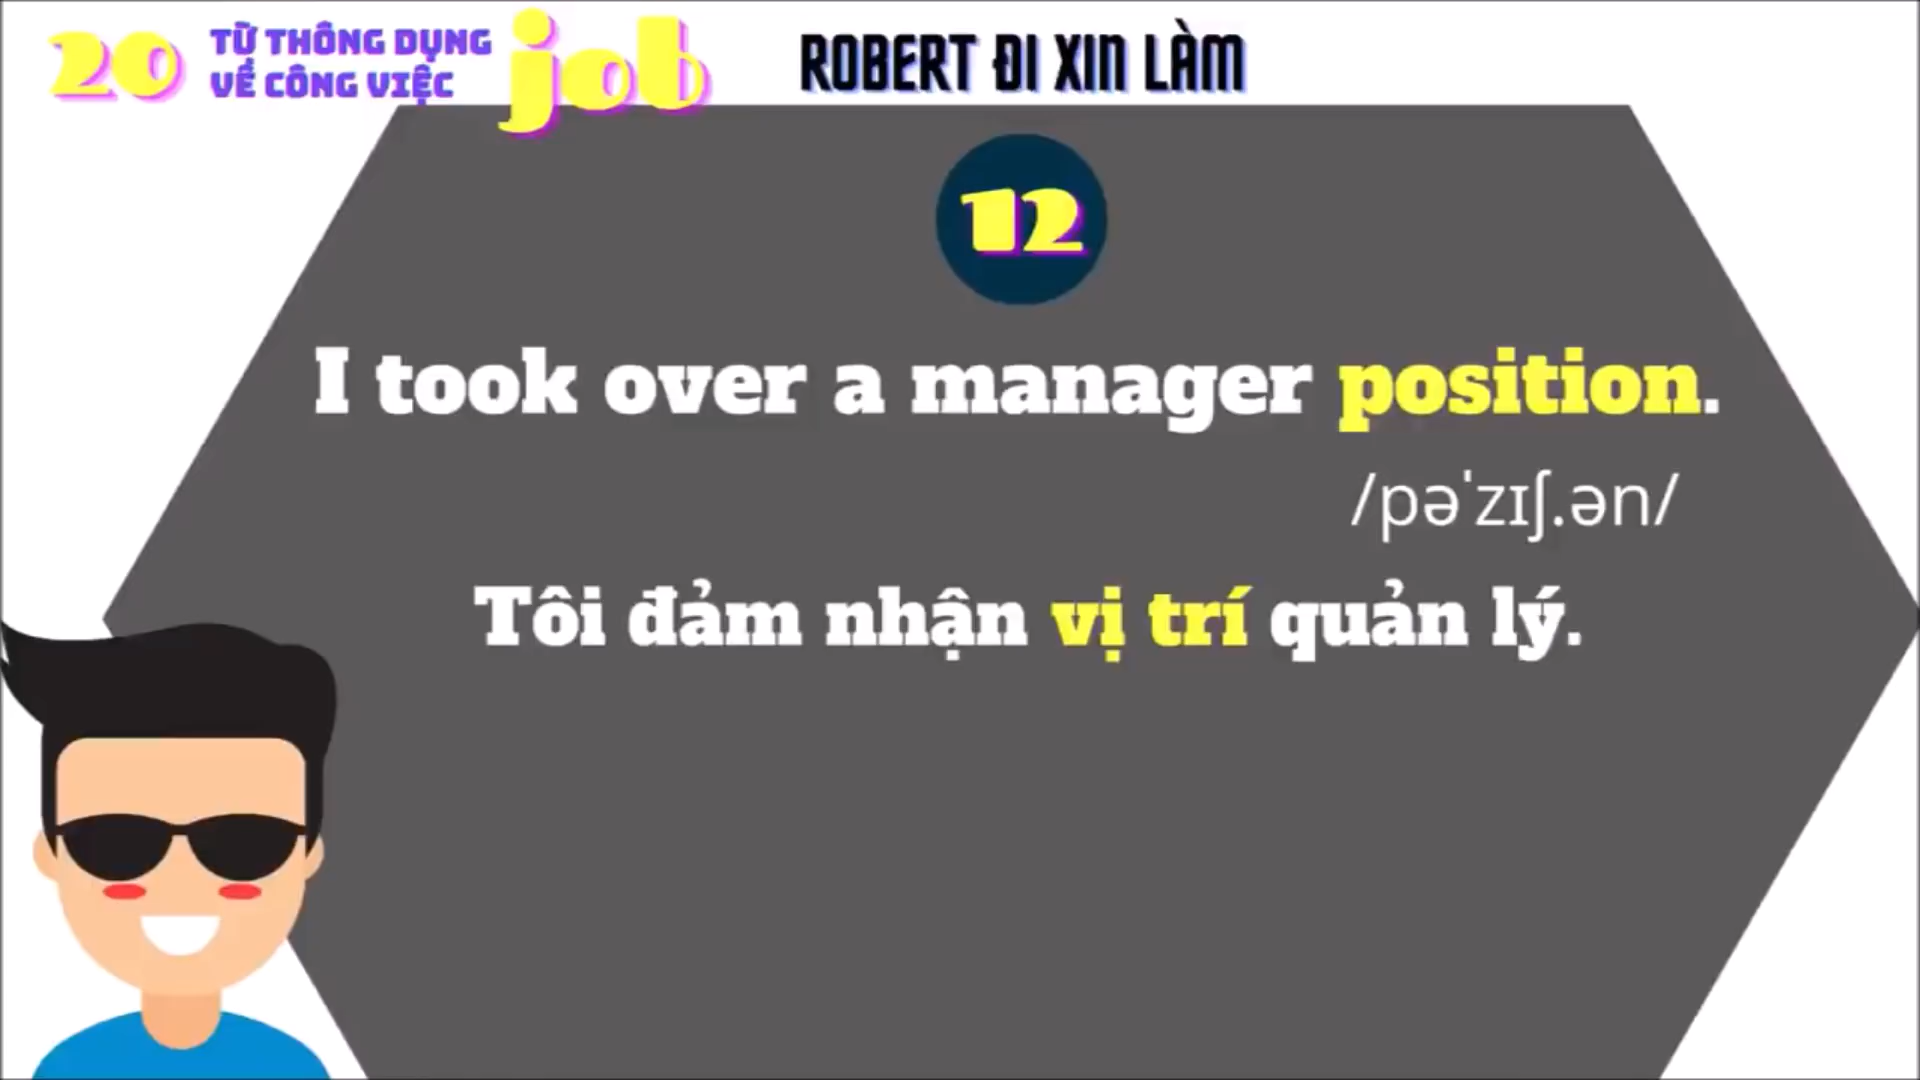 20
TỪ THÔNG DỤNG
VỀ CÔNG VIỆC
job
ROBERT ĐI XIN LÀM
12
I took over a manager position.
/pəˈzɪʃ.ən/
Tôi đảm nhận vị trí quản lý.